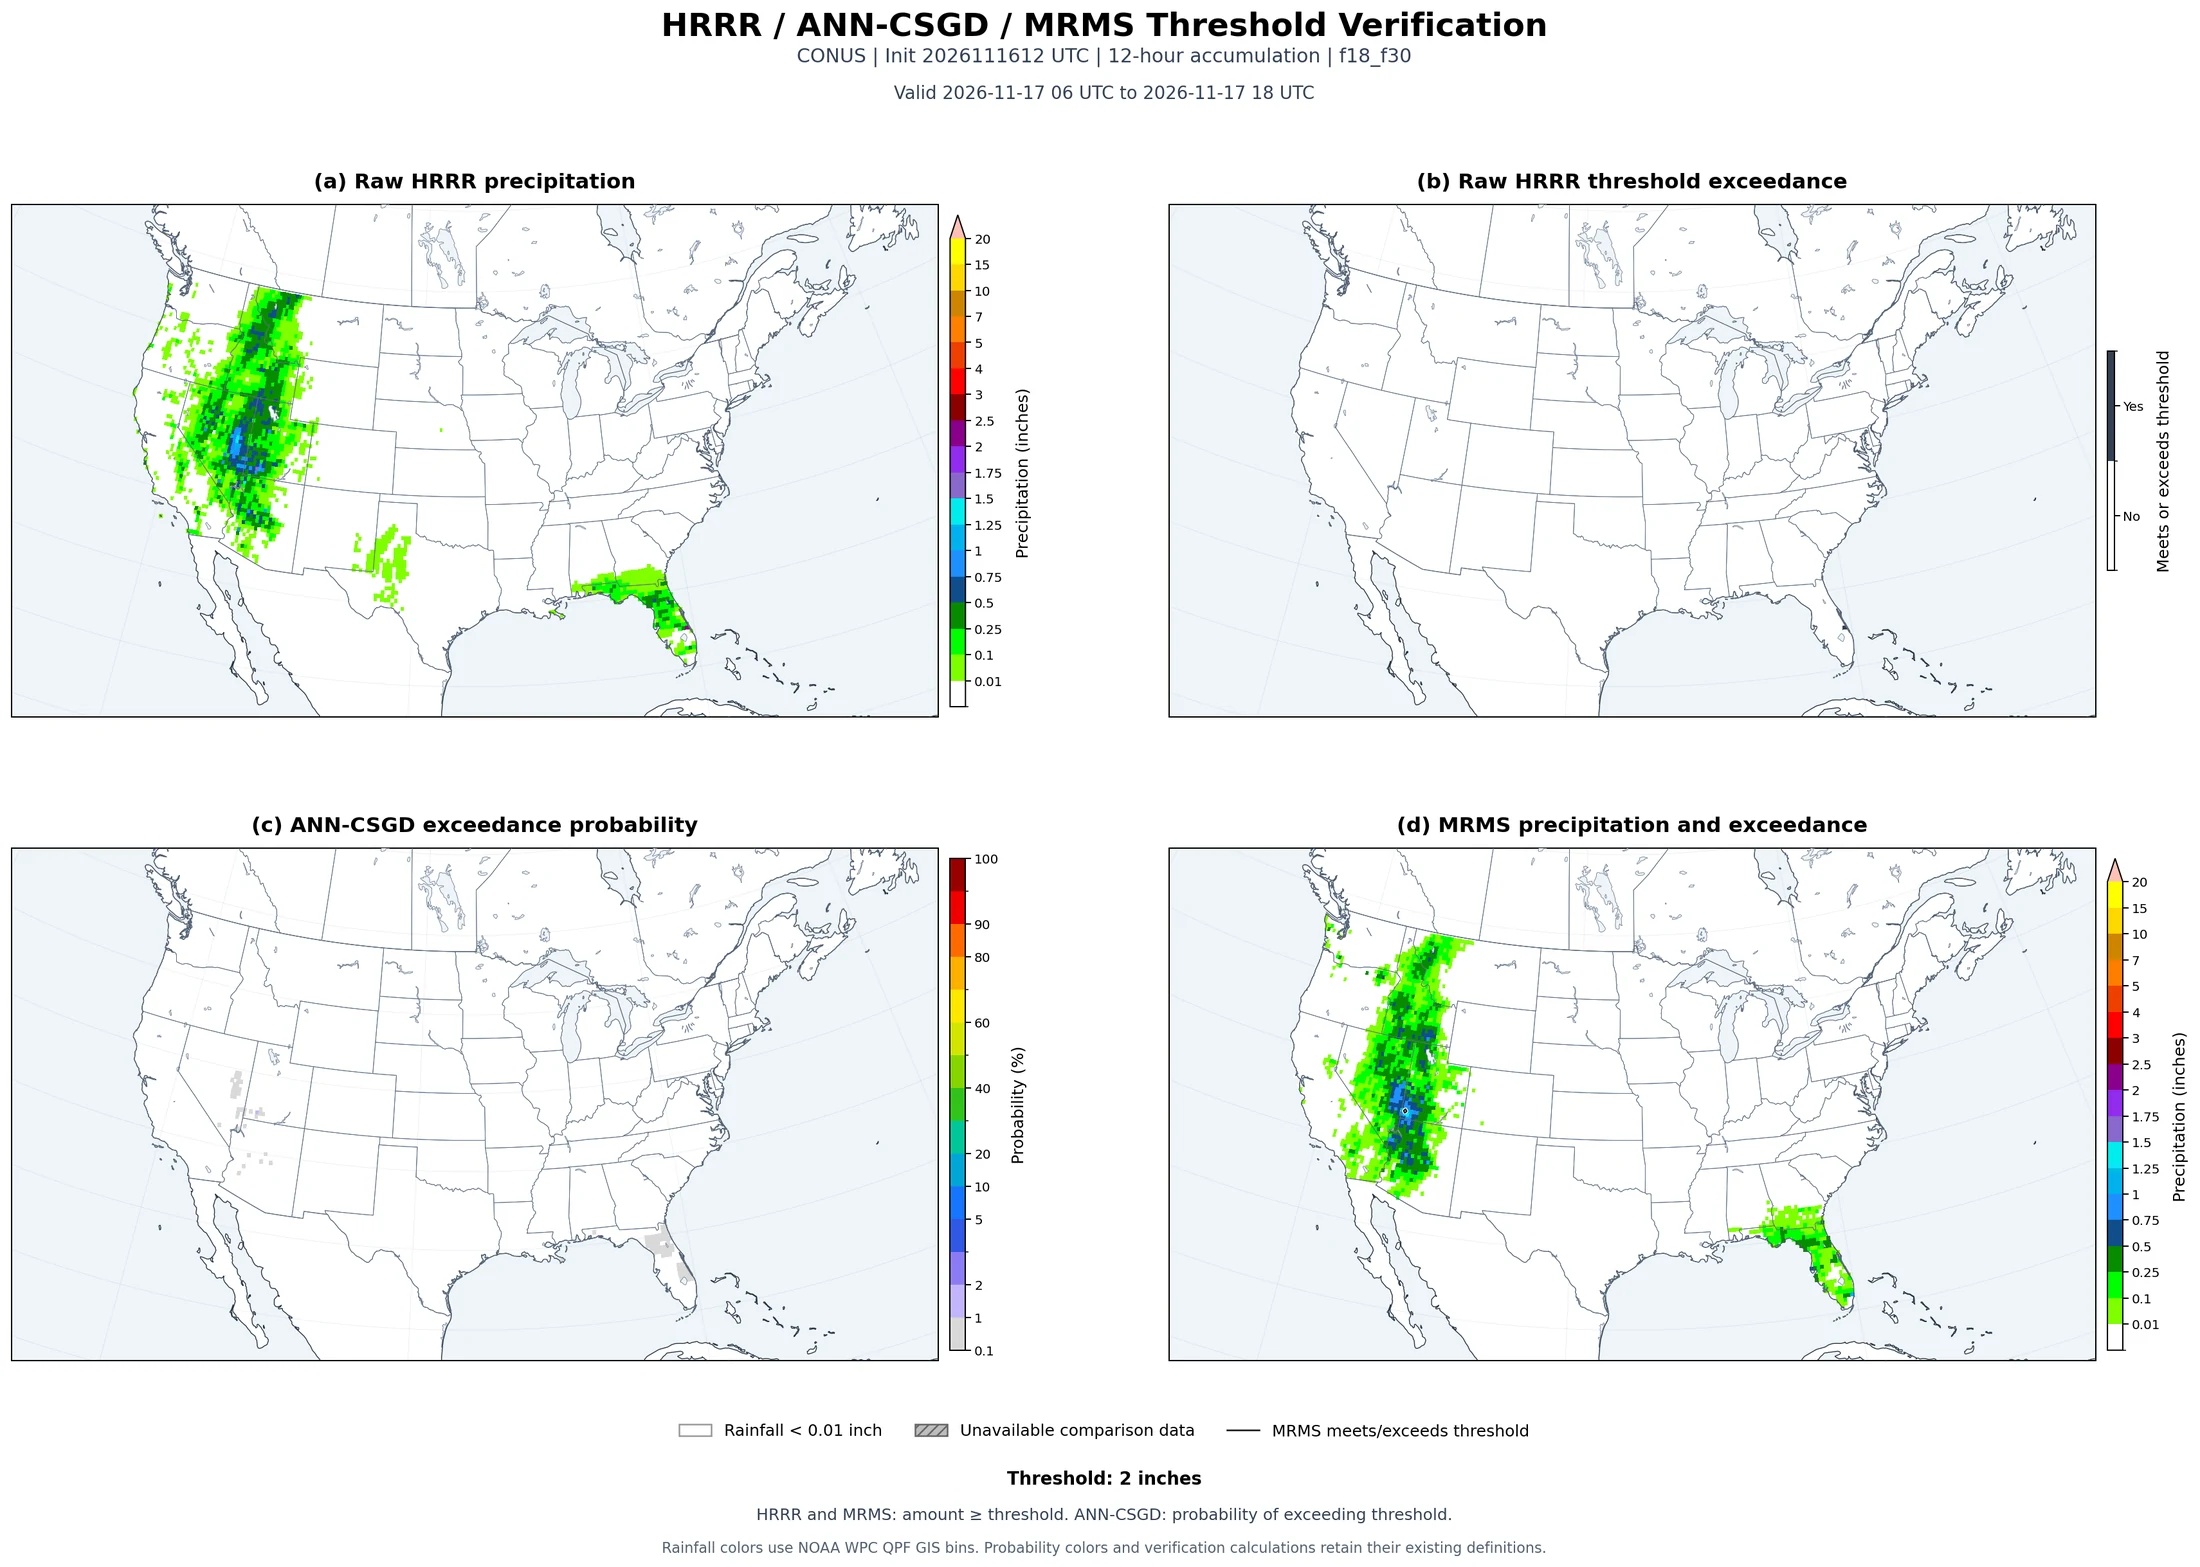 HRRR / ANN-CSGD / MRMS Threshold Verification
CONUS | Init 2026111612 UTC | 12-hour accumulation | f18_f30
Valid 2026-11-17 06 UTC to 2026-11-17 18 UTC
(a) Raw HRRR precipitation
20
15
10
7
5
4
3
2.5
2
1.75
1.5
1.25
1
0.75
0.5
0.25
0.1
0.01
Precipitation (inches)
(b) Raw HRRR threshold exceedance
Yes
No
Meets or exceeds threshold
(c) ANN-CSGD exceedance probability
100
90
80
60
40
20
10
5
2
1
0.1
Probability (%)
(d) MRMS precipitation and exceedance
20
15
10
7
5
4
3
2.5
2
1.75
1.5
1.25
1
0.75
0.5
0.25
0.1
0.01
Precipitation (inches)
Rainfall < 0.01 inch
Unavailable comparison data
MRMS meets/exceeds threshold
Threshold: 2 inches
HRRR and MRMS: amount ≥ threshold. ANN-CSGD: probability of exceeding threshold.
Rainfall colors use NOAA WPC QPF GIS bins. Probability colors and verification calculations retain their existing definitions.